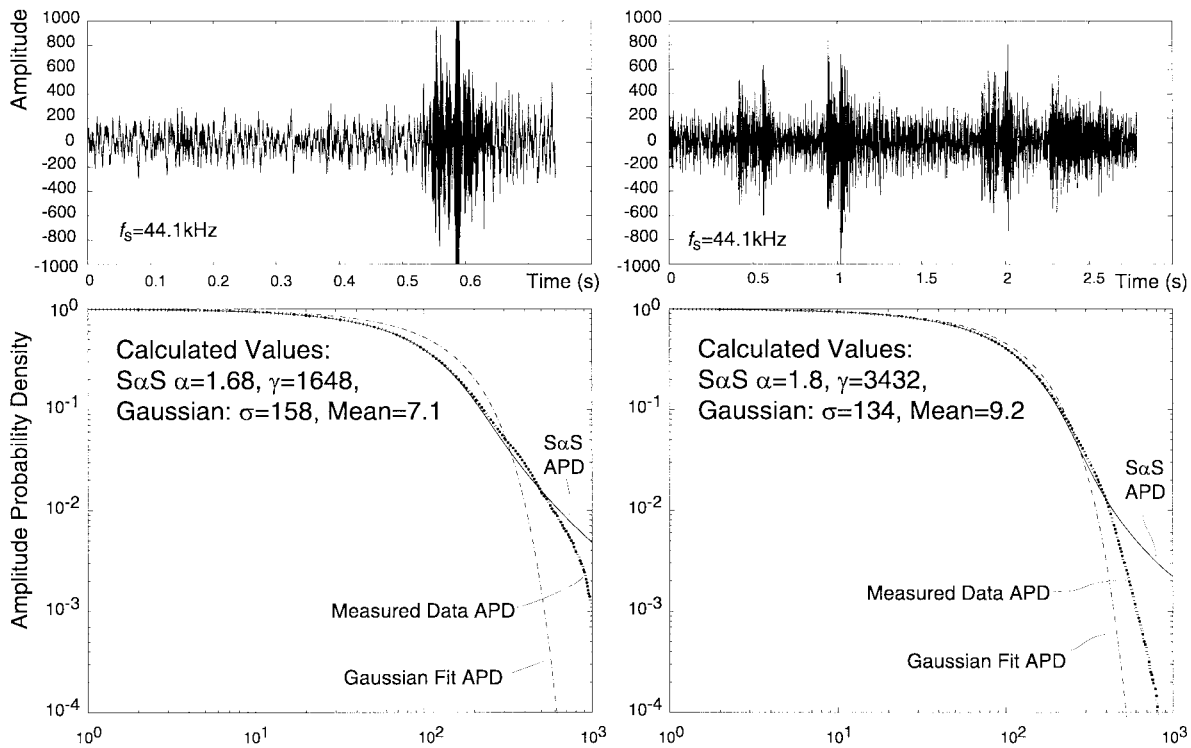 Amplitude
1000
800
600
400
200
0
-200
-400
-600
-800
-1000
fs=44.1kHz
0 0.1 0.2 0.3 0.4 0.5 0.6 Time (s)
1000
800
600
400
200
0
-200
-400
-600
-800
-1000
fs=44.1kHz
0 0.5 1 1.5 2 2.5 Time (s)
Amplitude Probability Density
10^0
10^-1
10^-2
10^-3
10^-4
Calculated Values:
SαS α=1.68, γ=1648,
Gaussian: σ=158, Mean=7.1
SαS
APD
Measured Data APD
Gaussian Fit APD
10^0 10^1 10^2 10^3
10^0
10^-1
10^-2
10^-3
10^-4
Calculated Values:
SαS α=1.8, γ=3432,
Gaussian: σ=134, Mean=9.2
SαS
APD
Measured Data APD
Gaussian Fit APD
10^0 10^1 10^2 10^3